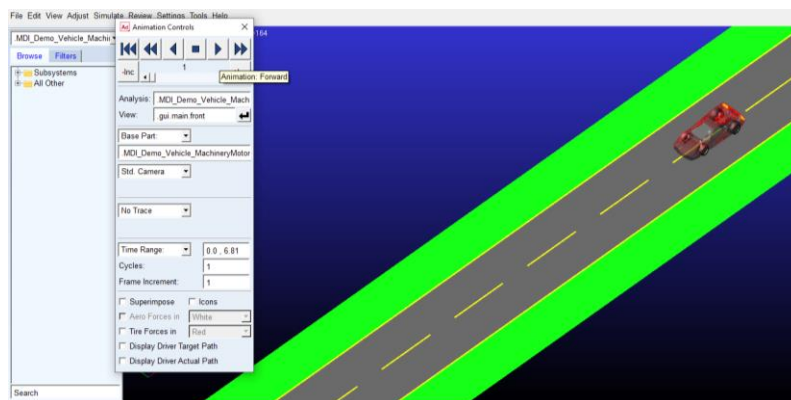 File Edit View Adjust Simulate Review Settings Tools Help
.MDI_Demo_Vehicle_Machi
Browse Filters
Subsystems
All Other
Search
Ad Animation Controls
-Inc 1
Animation: Forward
Analysis: .MDI_Demo_Vehicle_Mach
View: .gui.main.front
Base Part:
.MDI_Demo_Vehicle_MachineryMotor
Std. Camera
No Trace
Time Range: 0.0 , 6.81
Cycles: 1
Frame Increment: 1
Superimpose Icons
Aero Forces in White
Tire Forces in Red
Display Driver Target Path
Display Driver Actual Path
164